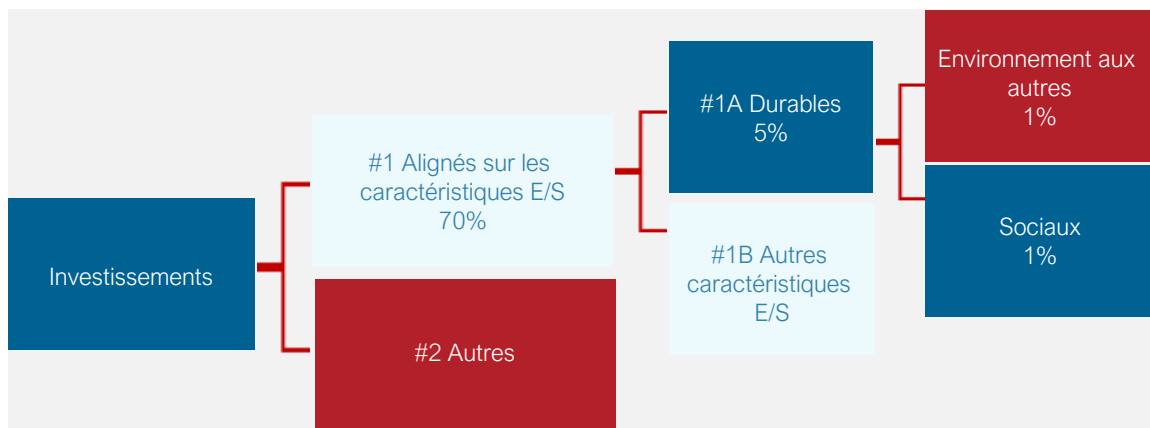 Investissements
#1 Alignés sur les
caractéristiques E/S
70%
#2 Autres
#1A Durables
5%
#1B Autres
caractéristiques
E/S
Environnement aux
autres
1%
Sociaux
1%